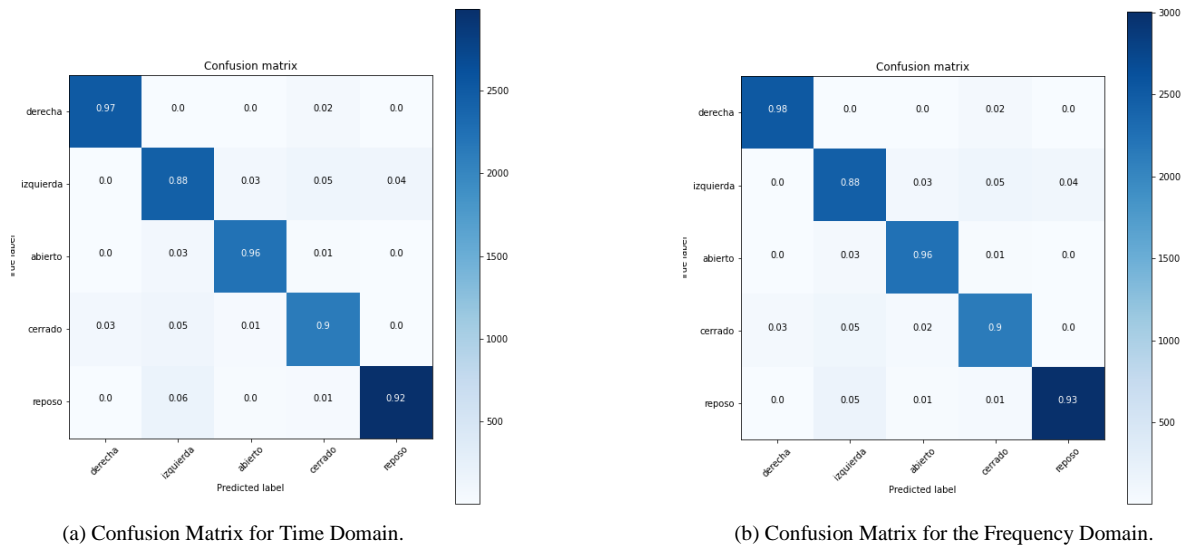 Confusion matrix
derecha 0.97 0.0 0.0 0.02 0.0
izquierda 0.0 0.88 0.03 0.05 0.04
abierto 0.0 0.03 0.96 0.01 0.0
cerrado 0.03 0.05 0.01 0.9 0.0
reposo 0.0 0.06 0.0 0.01 0.92
derecha izquierda abierto cerrado reposo
Predicted label
2500
2000
1500
1000
500
(a) Confusion Matrix for Time Domain.
Confusion matrix
derecha 0.98 0.0 0.0 0.02 0.0
izquierda 0.0 0.88 0.03 0.05 0.04
abierto 0.0 0.03 0.96 0.01 0.0
cerrado 0.03 0.05 0.02 0.9 0.0
reposo 0.0 0.05 0.01 0.01 0.93
derecha izquierda abierto cerrado reposo
Predicted label
3000
2500
2000
1500
1000
500
(b) Confusion Matrix for the Frequency Domain.